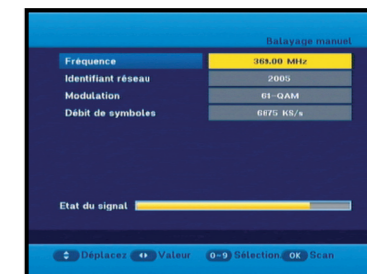 Balayage manuel
Fréquence 369.00 MHz
Identifiant réseau 2005
Modulation 61-QAM
Débit de symboles 6875 KS/s
Etat du signal
Déplacez Valeur 0-9 Sélection OK Scan